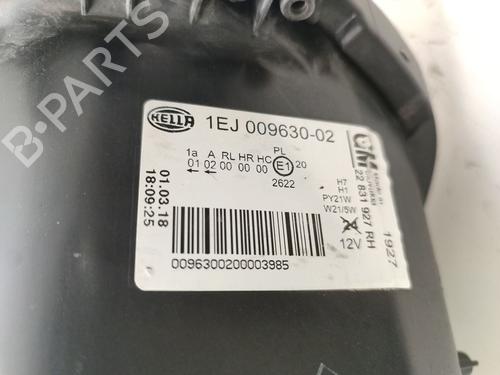 HELLA
1EJ 009630-02
PL
1a A RL HR HC
01 02 00 00 00
E1 20
2622
H7
H1
PY21W
W21/5W
12V
01.03.18
18:09:25
0096300200003985
GM
22 831 927 RH
1927
B-PARTS